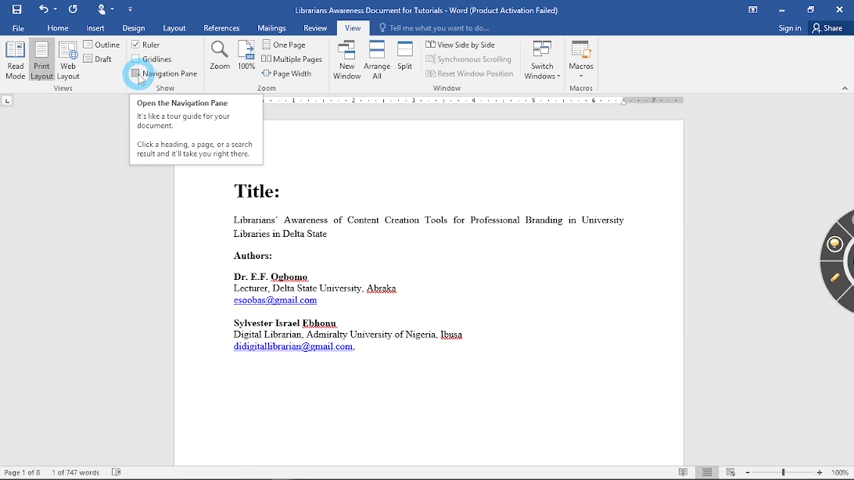 Librarians Awareness Document for Tutorials - Word (Product Activation Failed)
File Home Insert Design Layout References Mailings Review View Tell me what you want to do... Sign in Share
Read Mode
Print Layout
Web Layout
Outline
Draft
Views
Ruler
Gridlines
Navigation Pane
Show
Zoom
100%
One Page
Multiple Pages
Page Width
Zoom
New Window
Arrange All
Split
View Side by Side
Synchronous Scrolling
Reset Window Position
Window
Switch Windows
Macros
Macros
Open the Navigation Pane
It's like a tour guide for your
document.
Click a heading, a page, or a search
result and it'll take you right there.
1 2 3 4 5 6 7
Title:
Librarians' Awareness of Content Creation Tools for Professional Branding in University
Libraries in Delta State
Authors:
Dr. E.F. Ogbomo
Lecturer, Delta State University, Abraka
esoobas@gmail.com
Sylvester Israel Ebhonu
Digital Librarian, Admiralty University of Nigeria, Ibusa
didigitallibrarian@gmail.com,
Page 1 of 8 1 of 747 words 100%